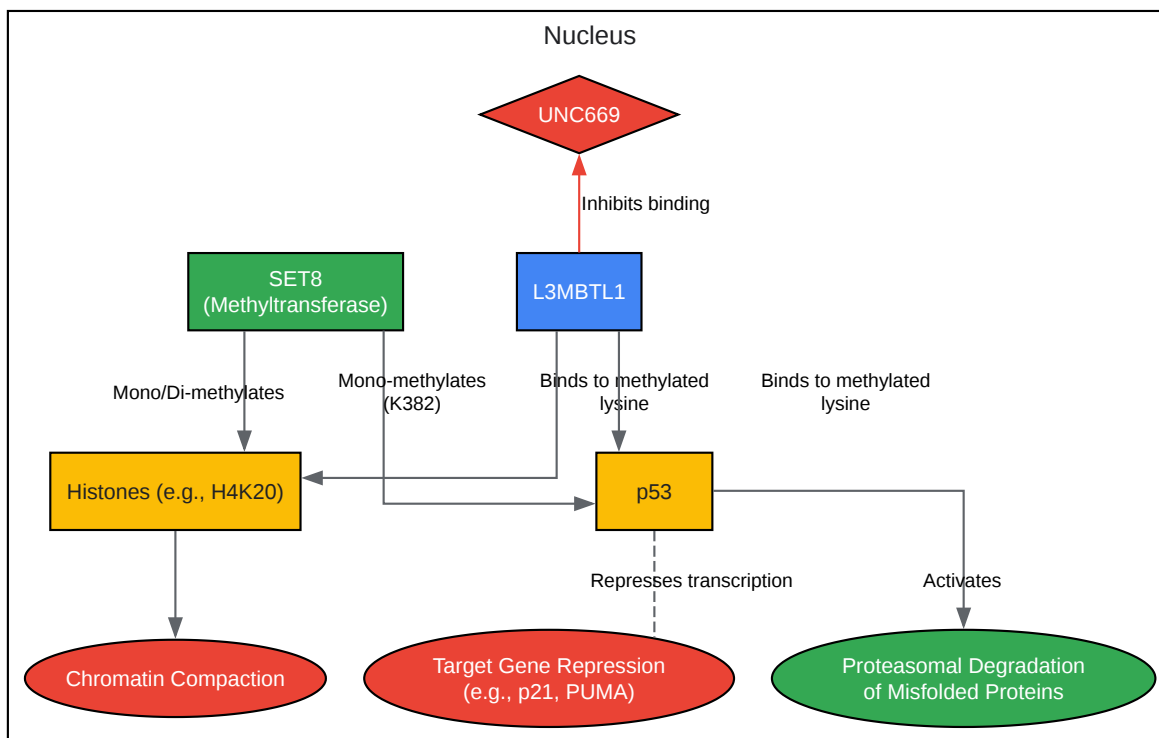 Nucleus
UNC669
Inhibits binding
SET8
(Methyltransferase)
L3MBTL1
Mono/Di-methylates
Mono-methylates
(K382)
Binds to methylated
lysine
Binds to methylated
lysine
Histones (e.g., H4K20)
p53
Represses transcription
Activates
Chromatin Compaction
Target Gene Repression
(e.g., p21, PUMA)
Proteasomal Degradation
of Misfolded Proteins